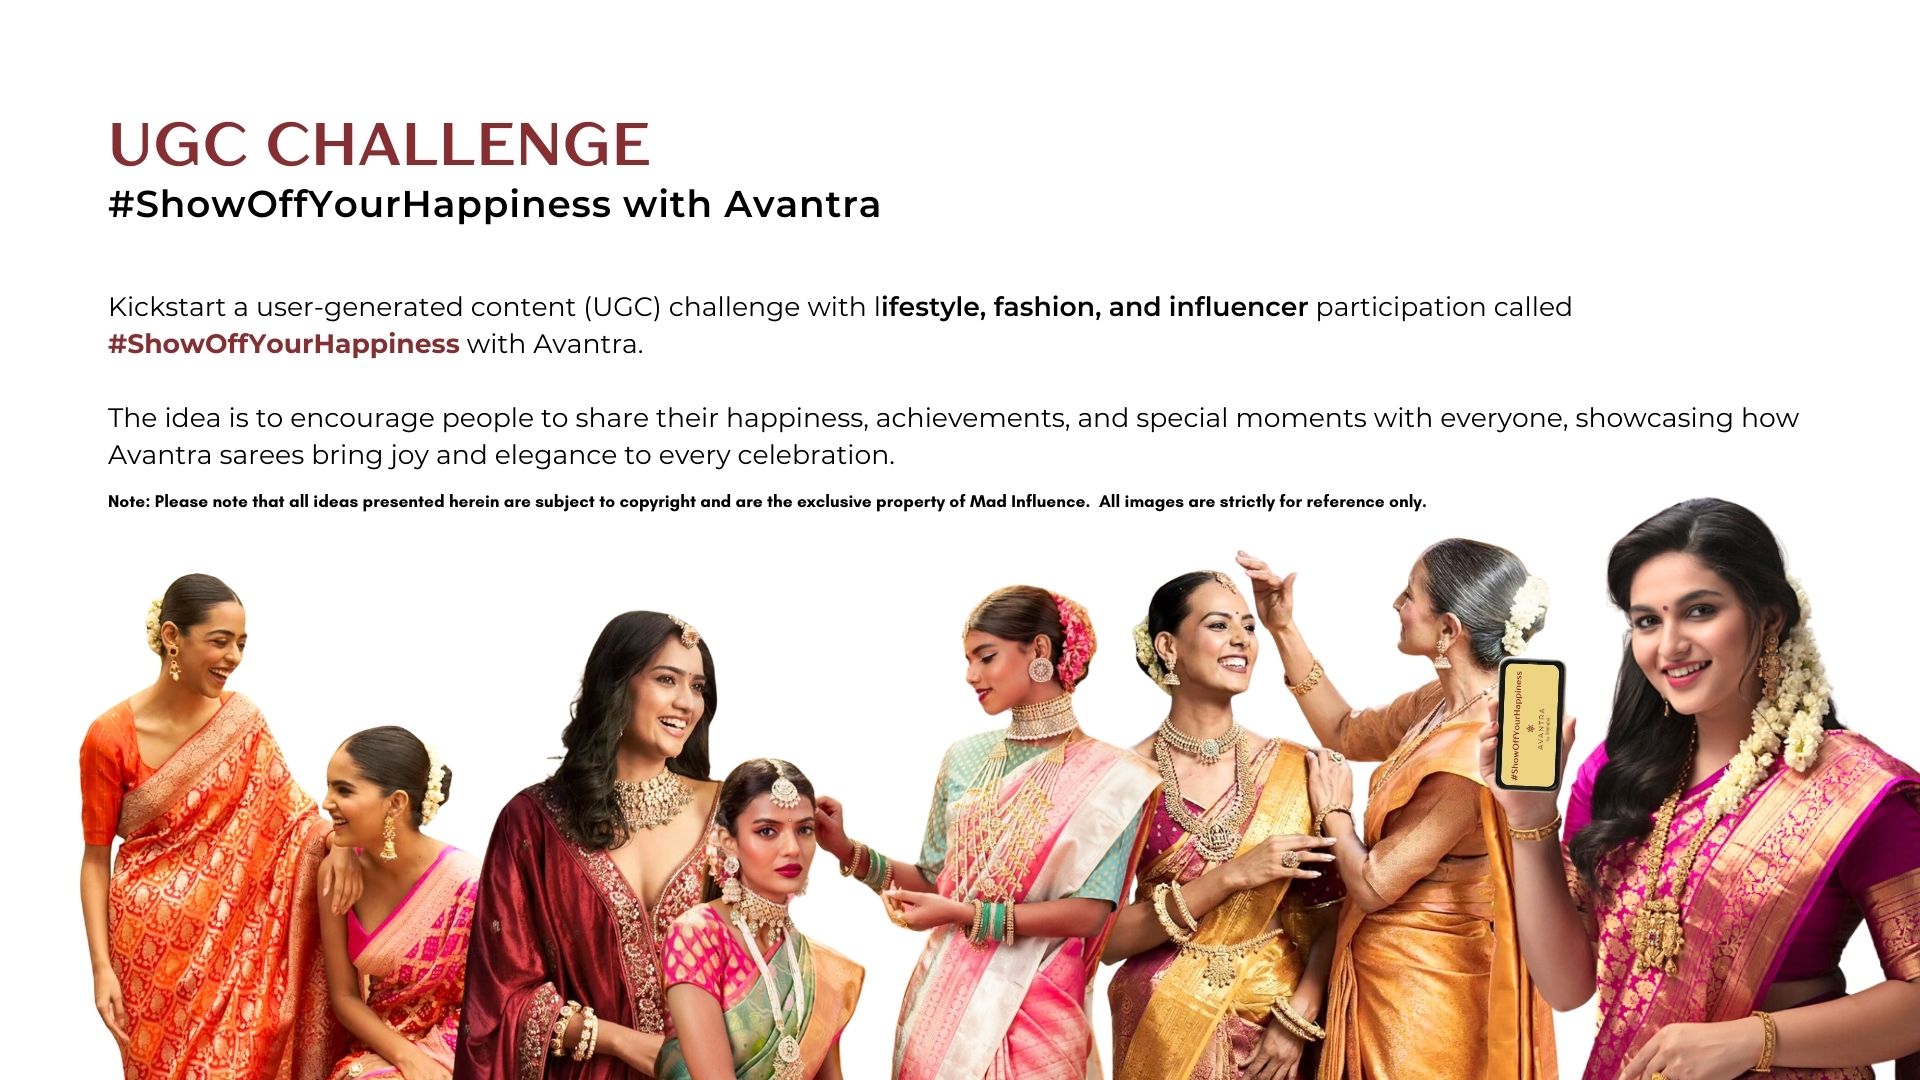 UGC CHALLENGE
#ShowOffYourHappiness with Avantra
Kickstart a user-generated content (UGC) challenge with lifestyle, fashion, and influencer participation called
#ShowOffYourHappiness with Avantra.
The idea is to encourage people to share their happiness, achievements, and special moments with everyone, showcasing how
Avantra sarees bring joy and elegance to every celebration.
Note: Please note that all ideas presented herein are subject to copyright and are the exclusive property of Mad Influence.  All images are strictly for reference only.
#ShowOffYourHappiness
AVANTRA